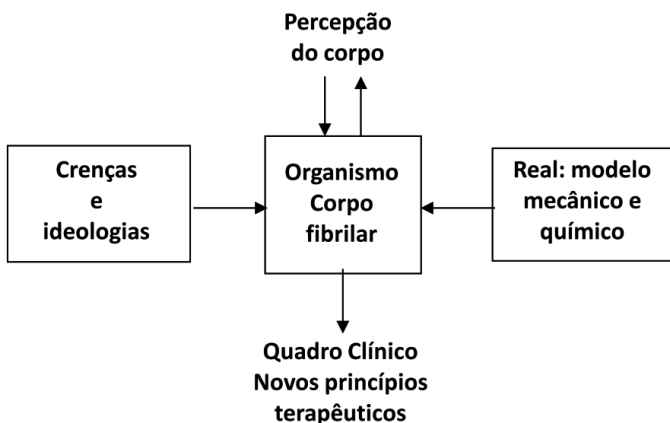 Percepção
do corpo
Crenças
e
ideologias
Organismo
Corpo
fibrilar
Real: modelo
mecânico e
químico
Quadro Clínico
Novos princípios
terapêuticos